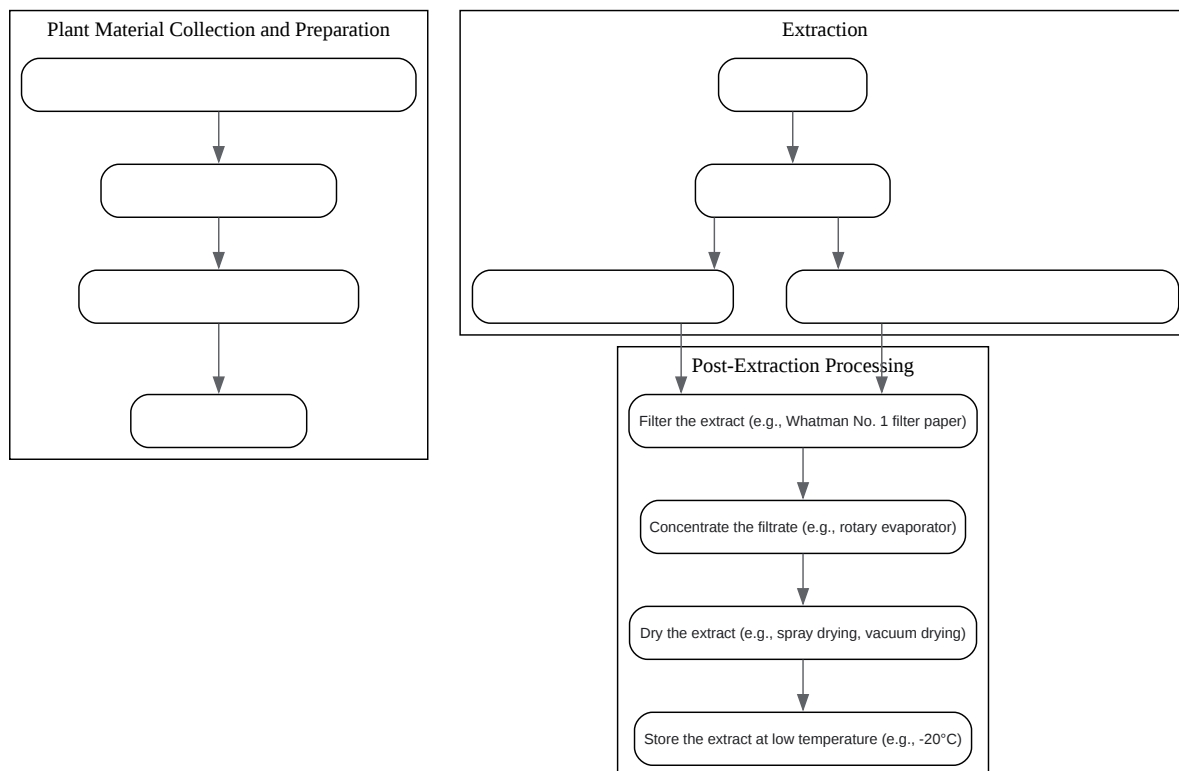 Plant Material Collection and Preparation
Extraction
Post-Extraction Processing
Filter the extract (e.g., Whatman No. 1 filter paper)
Concentrate the filtrate (e.g., rotary evaporator)
Dry the extract (e.g., spray drying, vacuum drying)
Store the extract at low temperature (e.g., -20°C)